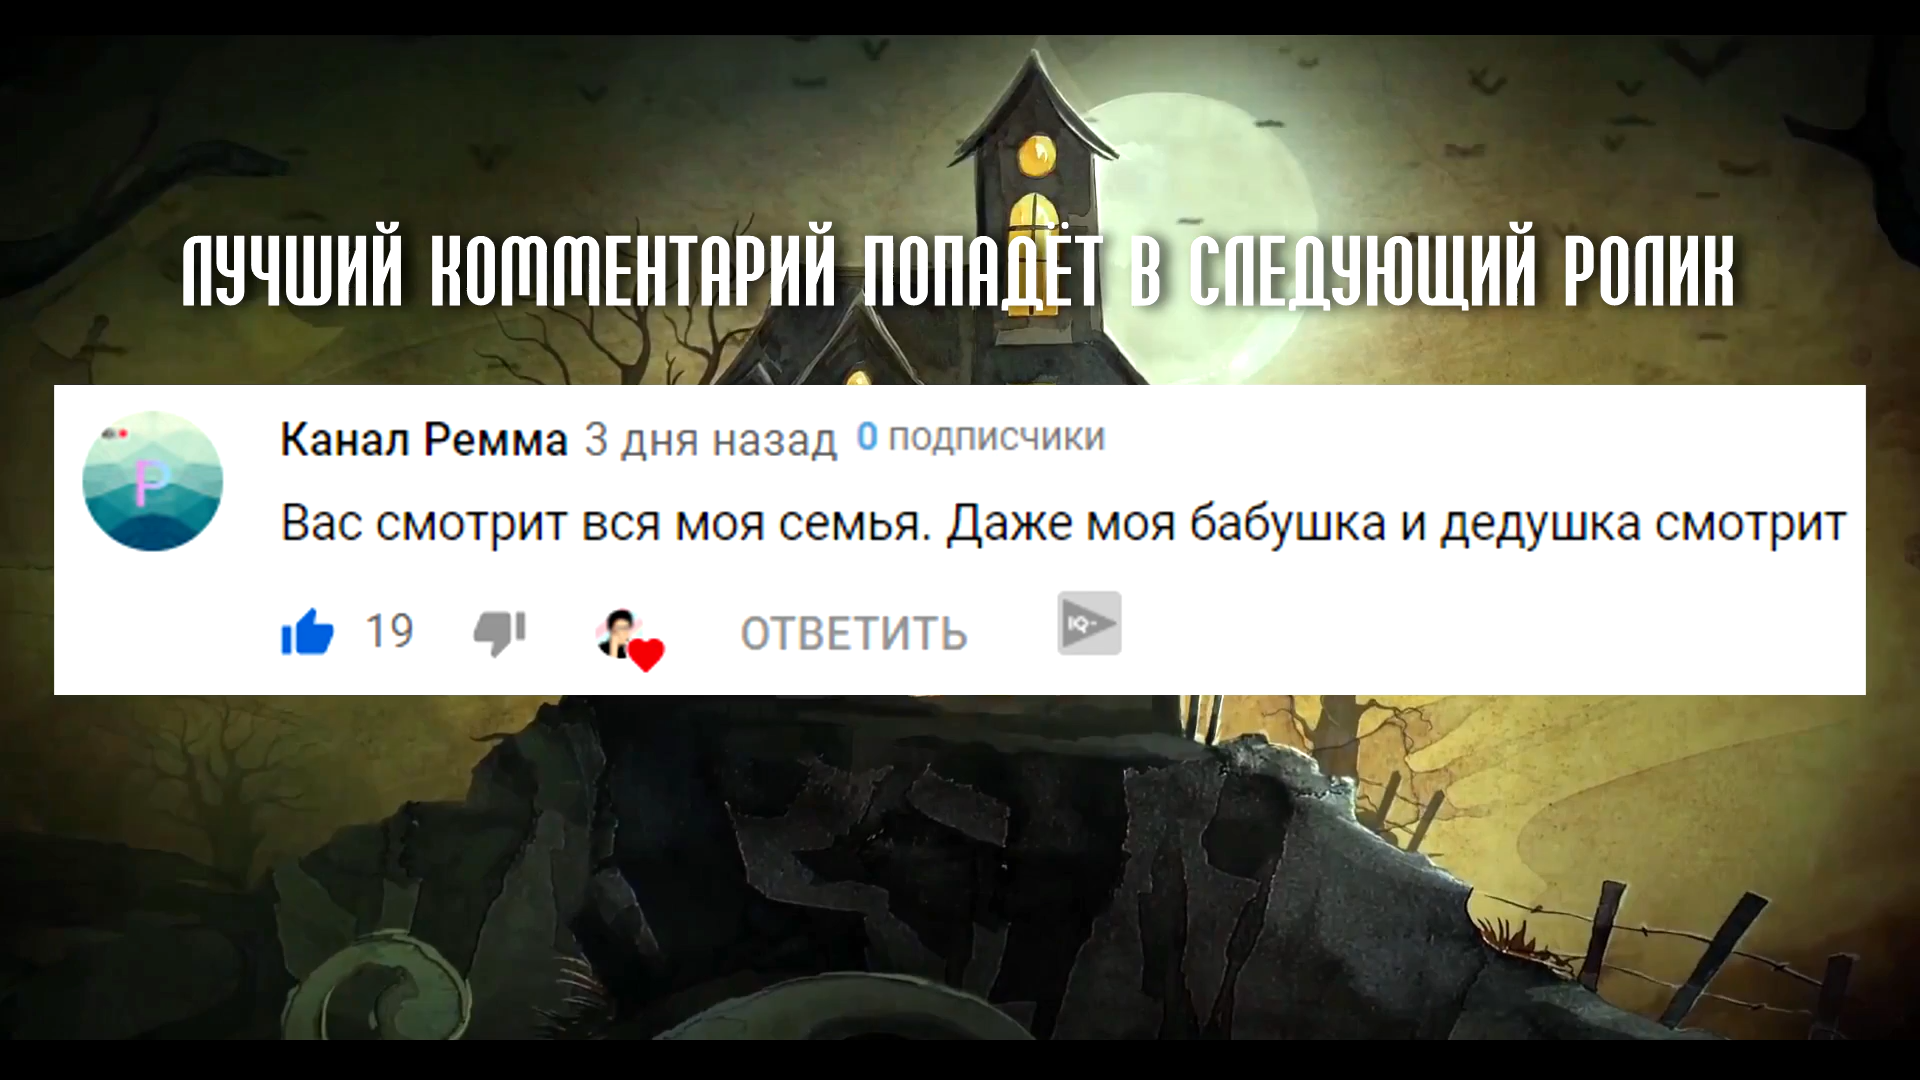 ЛУЧШИЙ КОММЕНТАРИЙ ПОПАДЁТ В СЛЕДУЮЩИЙ РОЛИК
Канал Ремма 3 дня назад 0 подписчики
Р
Вас смотрит вся моя семья. Даже моя бабушка и дедушка смотрит
19 ОТВЕТИТЬ IQ-